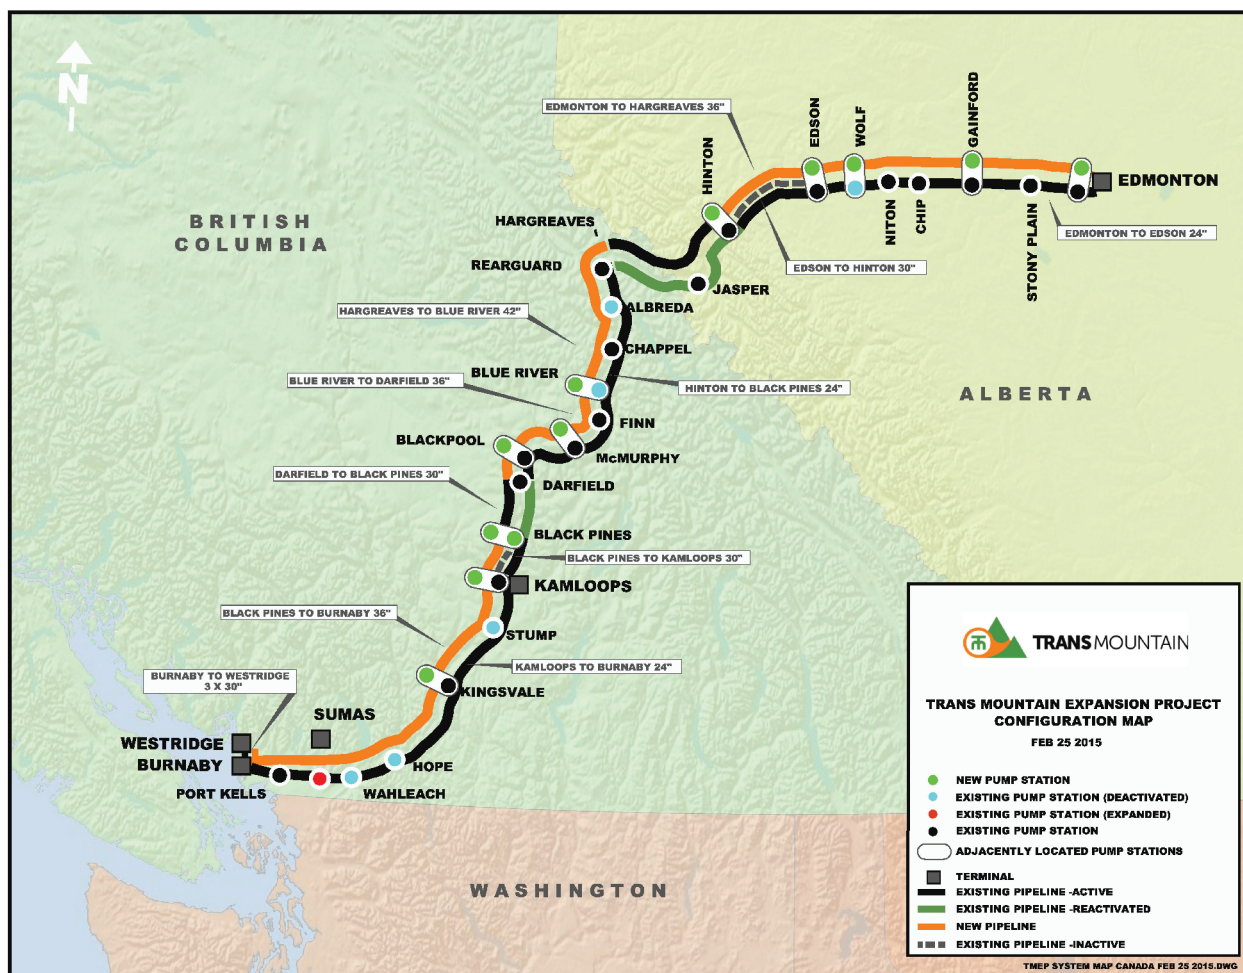 N
BRITISH
COLUMBIA
EDMONTON TO HARGREAVES 36"
HINTON
EDSON
WOLF
GAINFORD
EDMONTON
NITON
CHIP
STONY PLAIN
EDMONTON TO EDSON 24"
EDSON TO HINTON 30"
HARGREAVES
REARGUARD
JASPER
ALBREDA
HARGREAVES TO BLUE RIVER 42"
CHAPPEL
BLUE RIVER
BLUE RIVER TO DARFIELD 36"
HINTON TO BLACK PINES 24"
ALBERTA
FINN
BLACKPOOL
McMURPHY
DARFIELD TO BLACK PINES 30"
DARFIELD
BLACK PINES
BLACK PINES TO KAMLOOPS 30"
KAMLOOPS
BLACK PINES TO BURNABY 36"
STUMP
KAMLOOPS TO BURNABY 24"
BURNABY TO WESTRIDGE
3 X 30"
KINGSVALE
SUMAS
WESTRIDGE
BURNABY
HOPE
PORT KELLS
WAHLEACH
WASHINGTON
TRANSMOUNTAIN
TRANS MOUNTAIN EXPANSION PROJECT
CONFIGURATION MAP
FEB 25 2015
NEW PUMP STATION
EXISTING PUMP STATION (DEACTIVATED)
EXISTING PUMP STATION (EXPANDED)
EXISTING PUMP STATION
ADJACENTLY LOCATED PUMP STATIONS
TERMINAL
EXISTING PIPELINE -ACTIVE
EXISTING PIPELINE -REACTIVATED
NEW PIPELINE
EXISTING PIPELINE -INACTIVE
TMEP SYSTEM MAP CANADA FEB 25 2015.DWG